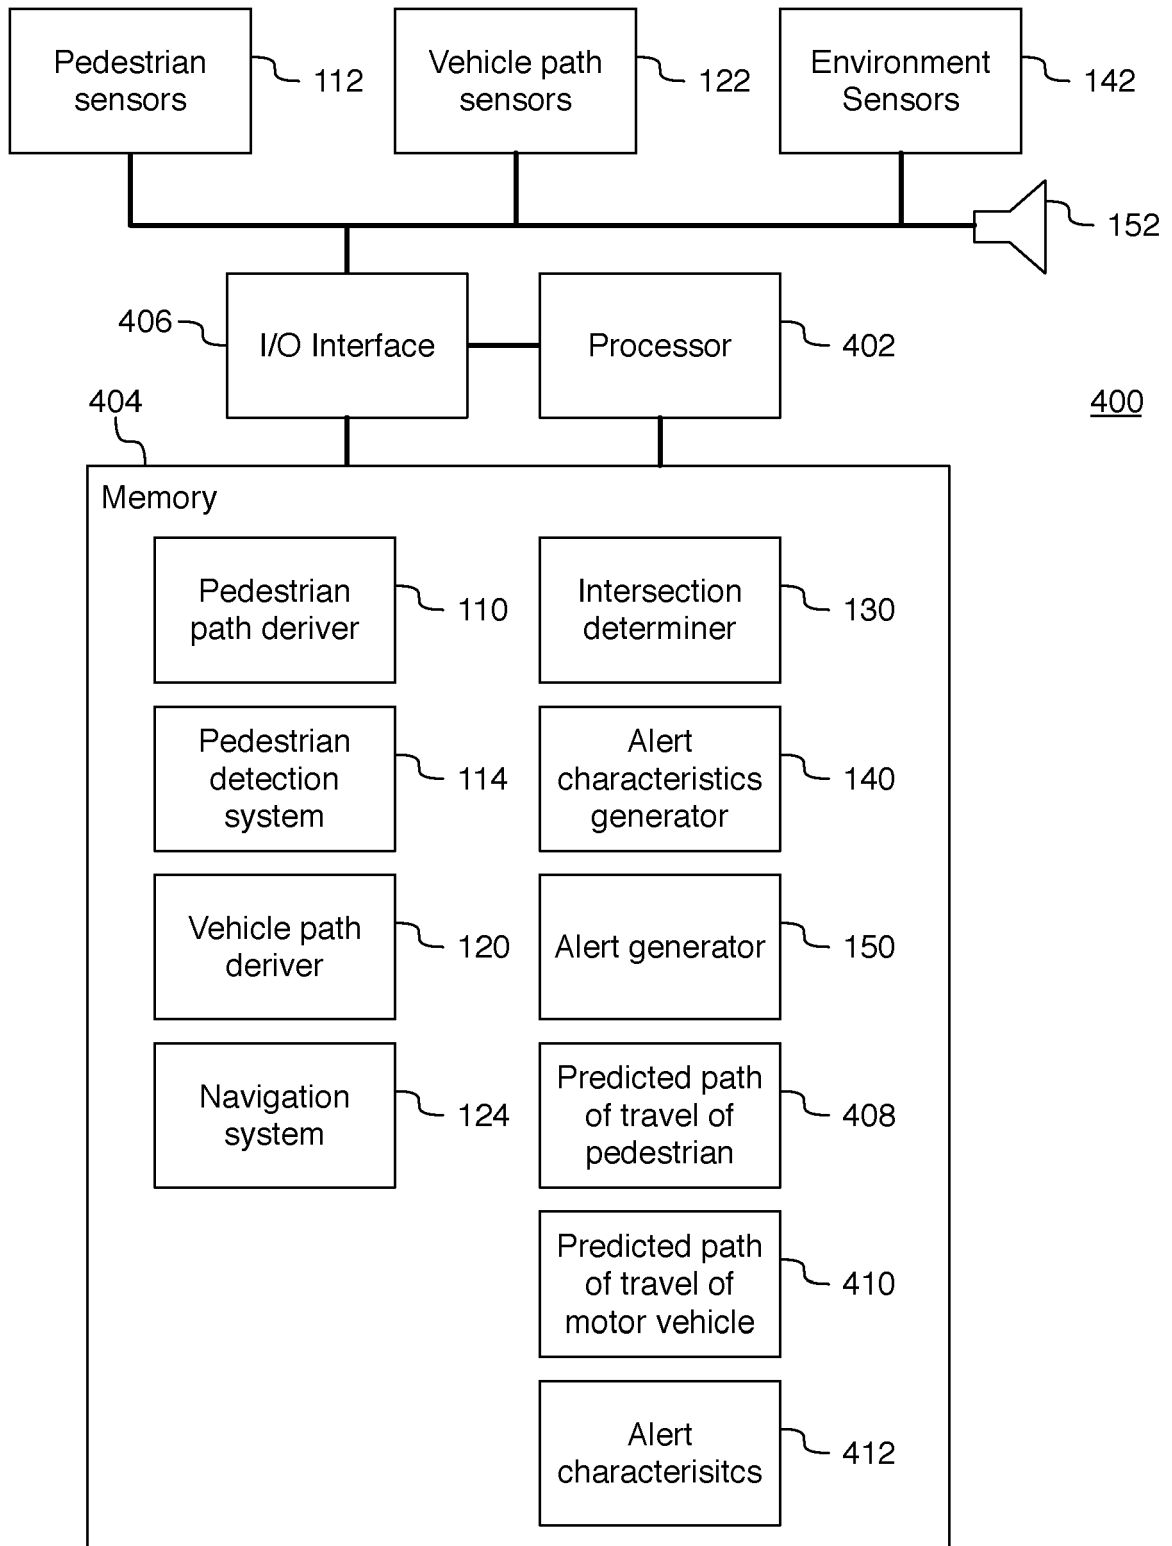 Pedestrian
sensors
112
Vehicle path
sensors
122
Environment
Sensors
142
152
406
I/O Interface
Processor
402
400
404
Memory
Pedestrian
path deriver
110
Intersection
determiner
130
Pedestrian
detection
system
114
Alert
characteristics
generator
140
Vehicle path
deriver
120
Alert generator
150
Navigation
system
124
Predicted path
of travel of
pedestrian
408
Predicted path
of travel of
motor vehicle
410
Alert
characterisitcs
412